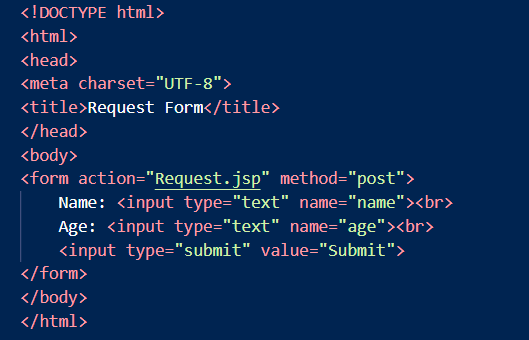 <!DOCTYPE html>
<html>
<head>
<meta charset="UTF-8">
<title>Request Form</title>
</head>
<body>
<form action="Request.jsp" method="post">
Name: <input type="text" name="name"><br>
Age: <input type="text" name="age"><br>
<input type="submit" value="Submit">
</form>
</body>
</html>